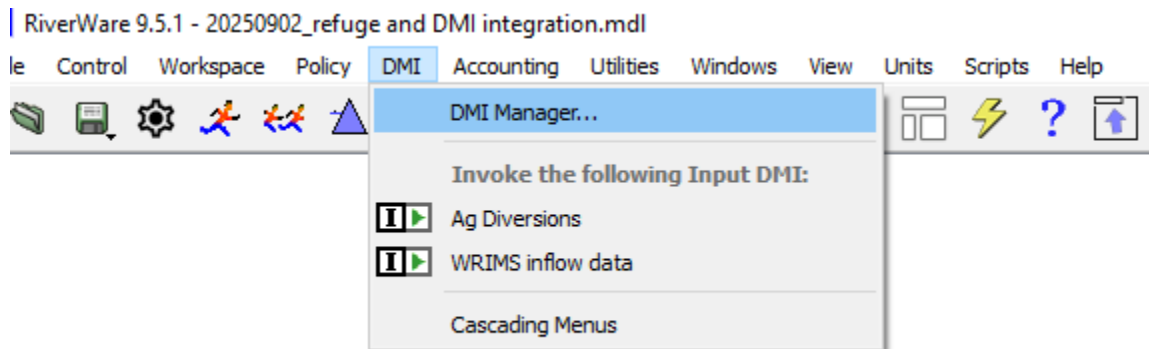 RiverWare 9.5.1 - 20250902_refuge and DMI integration.mdl
le Control Workspace Policy DMI Accounting Utilities Windows View Units Scripts Help
DMI Manager...
Invoke the following Input DMI:
I Ag Diversions
I WRIMS inflow data
Cascading Menus